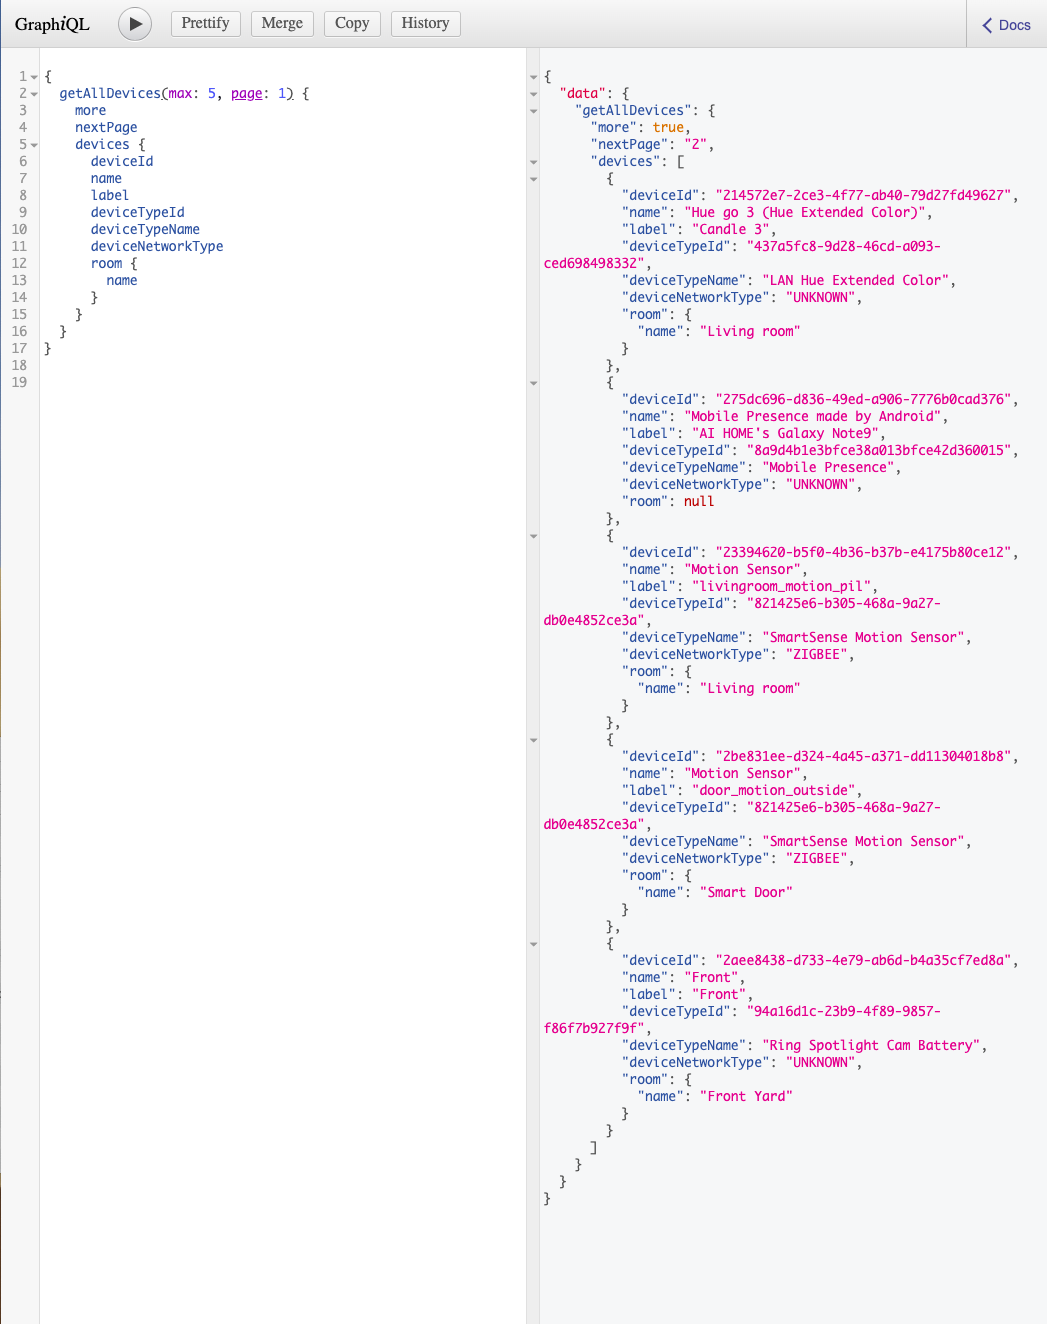 GraphiQL
Prettify
Merge
Copy
History
Docs
1 {
2 getAllDevices(max: 5, page: 1) {
3 more
4 nextPage
5 devices {
6 deviceId
7 name
8 label
9 deviceTypeId
10 deviceTypeName
11 deviceNetworkType
12 room {
13 name
14 }
15 }
16 }
17 }
18
19
{
"data": {
"getAllDevices": {
"more": true,
"nextPage": "2",
"devices": [
{
"deviceId": "214572e7-2ce3-4f77-ab40-79d27fd49627",
"name": "Hue go 3 (Hue Extended Color)",
"label": "Candle 3",
"deviceTypeId": "437a5fc8-9d28-46cd-a093-
ced698498332",
"deviceTypeName": "LAN Hue Extended Color",
"deviceNetworkType": "UNKNOWN",
"room": {
"name": "Living room"
}
},
{
"deviceId": "275dc696-d836-49ed-a906-7776b0cad376",
"name": "Mobile Presence made by Android",
"label": "AI HOME's Galaxy Note9",
"deviceTypeId": "8a9d4b1e3bfce38a013bfce42d360015",
"deviceTypeName": "Mobile Presence",
"deviceNetworkType": "UNKNOWN",
"room": null
},
{
"deviceId": "23394620-b5f0-4b36-b37b-e4175b80ce12",
"name": "Motion Sensor",
"label": "livingroom_motion_pil",
"deviceTypeId": "821425e6-b305-468a-9a27-
db0e4852ce3a",
"deviceTypeName": "SmartSense Motion Sensor",
"deviceNetworkType": "ZIGBEE",
"room": {
"name": "Living room"
}
},
{
"deviceId": "2be831ee-d324-4a45-a371-dd11304018b8",
"name": "Motion Sensor",
"label": "door_motion_outside",
"deviceTypeId": "821425e6-b305-468a-9a27-
db0e4852ce3a",
"deviceTypeName": "SmartSense Motion Sensor",
"deviceNetworkType": "ZIGBEE",
"room": {
"name": "Smart Door"
}
},
{
"deviceId": "2aee8438-d733-4e79-ab6d-b4a35cf7ed8a",
"name": "Front",
"label": "Front",
"deviceTypeId": "94a16d1c-23b9-4f89-9857-
f86f7b927f9f",
"deviceTypeName": "Ring Spotlight Cam Battery",
"deviceNetworkType": "UNKNOWN",
"room": {
"name": "Front Yard"
}
}
]
}
}
}